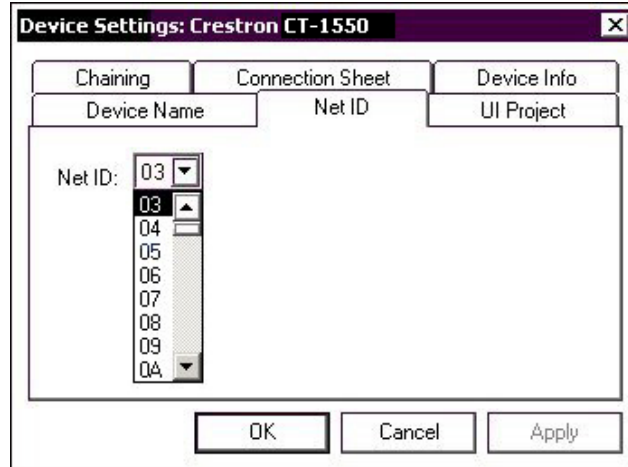 Device Settings: Crestron CT-1550
Chaining Connection Sheet Device Info
Device Name Net ID UI Project
Net ID: 03
03
04
05
06
07
08
09
0A
OK Cancel Apply